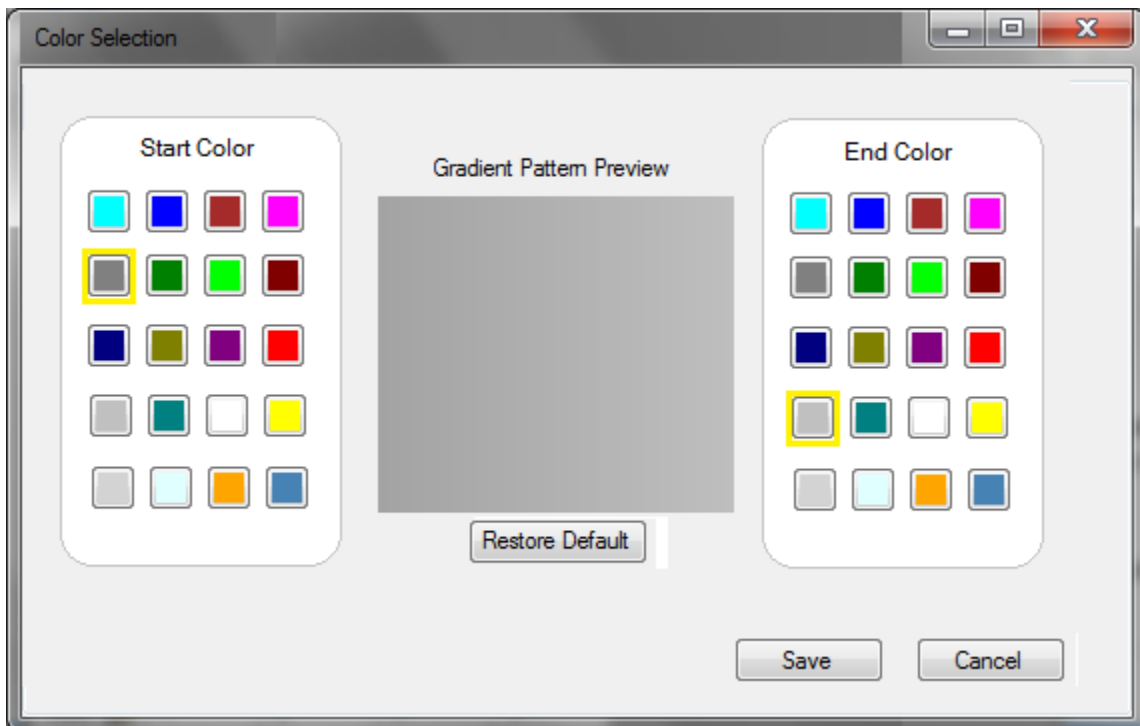 Color Selection
Start Color
Gradient Pattern Preview
End Color
Restore Default
Save
Cancel